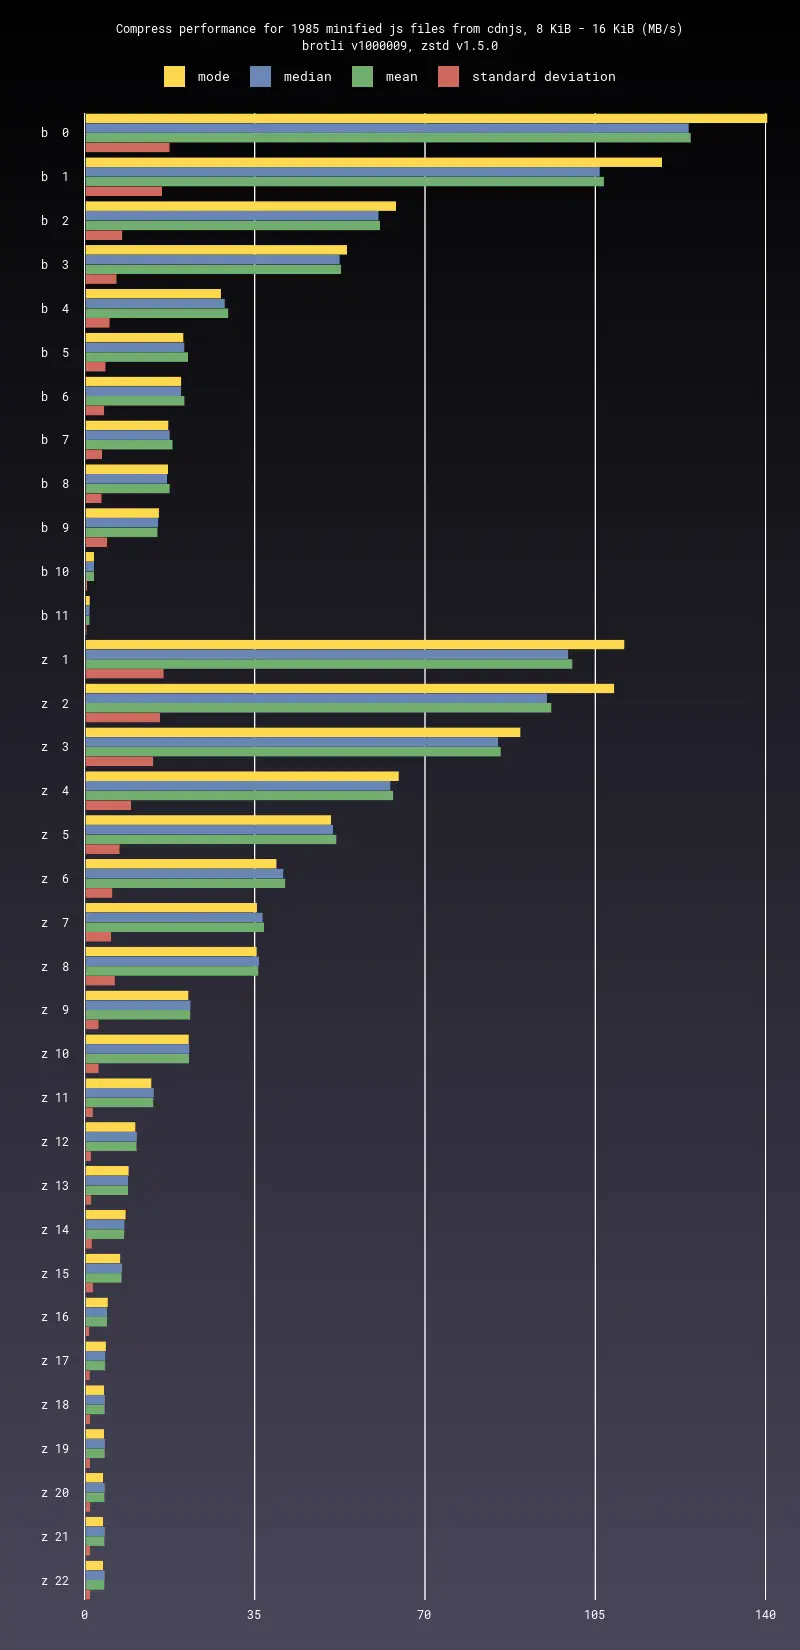 Compress performance for 1985 minified js files from cdnjs, 8 KiB - 16 KiB (MB/s)
brotli v1000009, zstd v1.5.0
mode median mean standard deviation
b 0
b 1
b 2
b 3
b 4
b 5
b 6
b 7
b 8
b 9
b 10
b 11
z 1
z 2
z 3
z 4
z 5
z 6
z 7
z 8
z 9
z 10
z 11
z 12
z 13
z 14
z 15
z 16
z 17
z 18
z 19
z 20
z 21
z 22
0 35 70 105 140